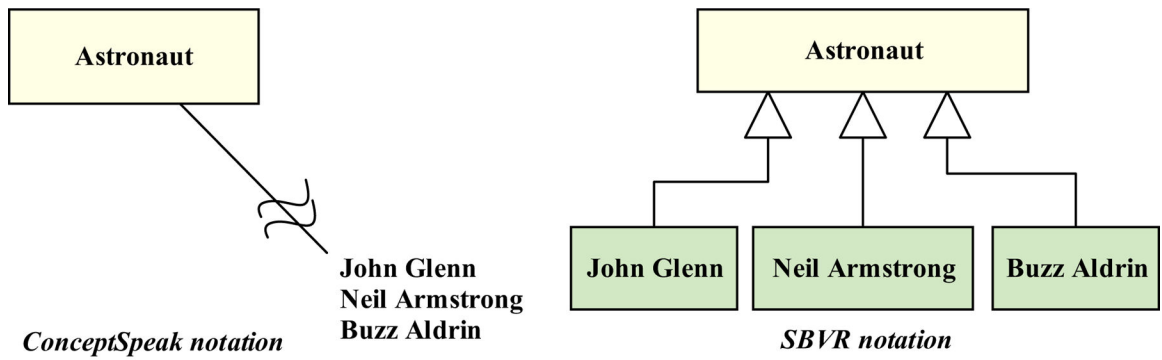 Astronaut
John Glenn
Neil Armstrong
Buzz Aldrin
ConceptSpeak notation
Astronaut
John Glenn
Neil Armstrong
Buzz Aldrin
SBVR notation